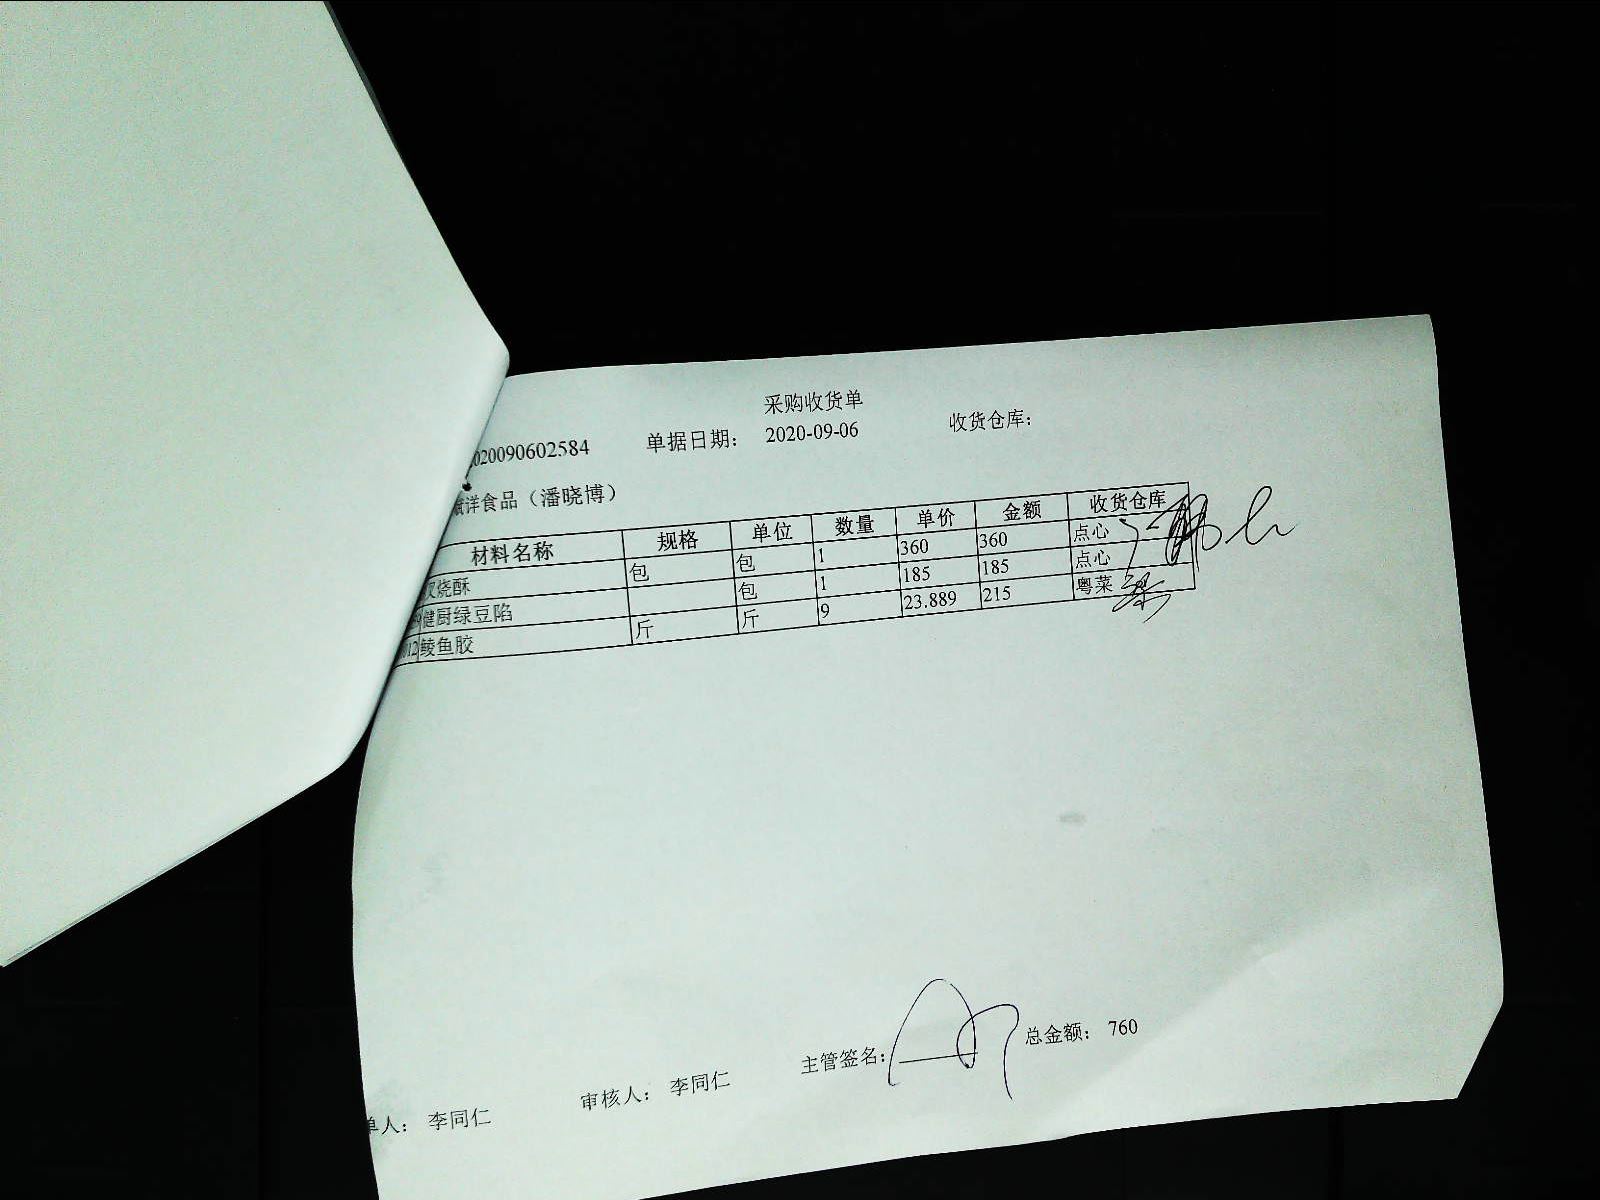 采购收货单
2020090602584 单据日期： 2020-09-06 收货仓库：
洋食品（潘晓博）
材料名称 规格 单位 数量 单价 金额 收货仓库
烧酥 包 包 1 360 360 点心
健厨绿豆陷 包 1 185 185 点心
012 鲮鱼胶 斤 斤 9 23.889 215 粤菜
单人： 李同仁 审核人： 李同仁 主管签名： 总金额： 760